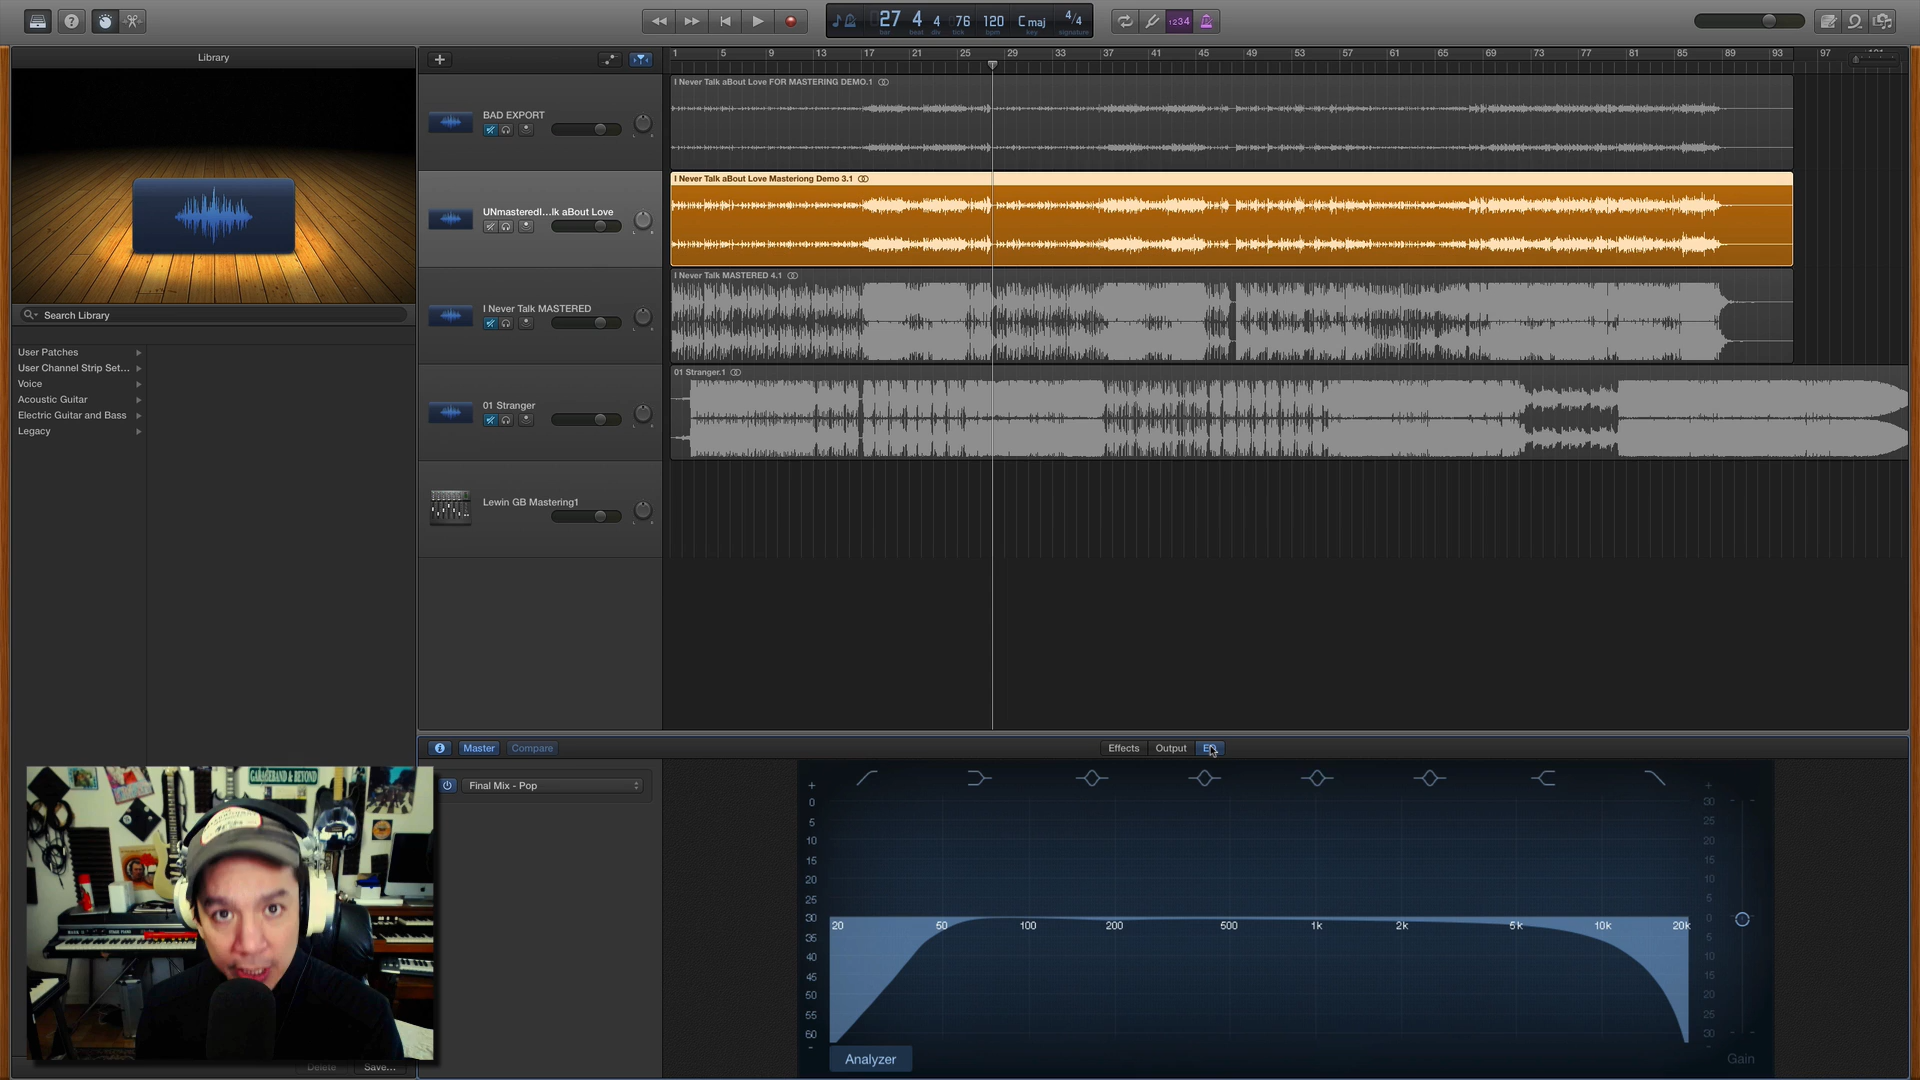 27 4 4 76 120 C maj 4/4
bar beat div tick bpm key signature
1234
Library
1 5 9 13 17 21 25 29 33 37 41 45 49 53 57 61 65 69 73 77 81 85 89 93 97 101
I Never Talk aBout Love FOR MASTERING DEMO.1
BAD EXPORT
I Never Talk aBout Love Masteriong Demo 3.1
UNmasteredI...lk aBout Love
I Never Talk MASTERED 4.1
I Never Talk MASTERED
Search Library
User Patches
User Channel Strip Set...
Voice
Acoustic Guitar
Electric Guitar and Bass
Legacy
01 Stranger.1
01 Stranger
Lewin GB Mastering1
Master Compare Effects Output
Final Mix - Pop
GARAGEBAND & BEYOND
+ +
0 30
5 25
10 20
15 15
20 10
25 5
30 0
20 50 100 200 500 1k 2k 5k 10k 20k
35 5
40 10
45 15
50 20
55 25
60 30
- -
Analyzer Gain
Delete Save...